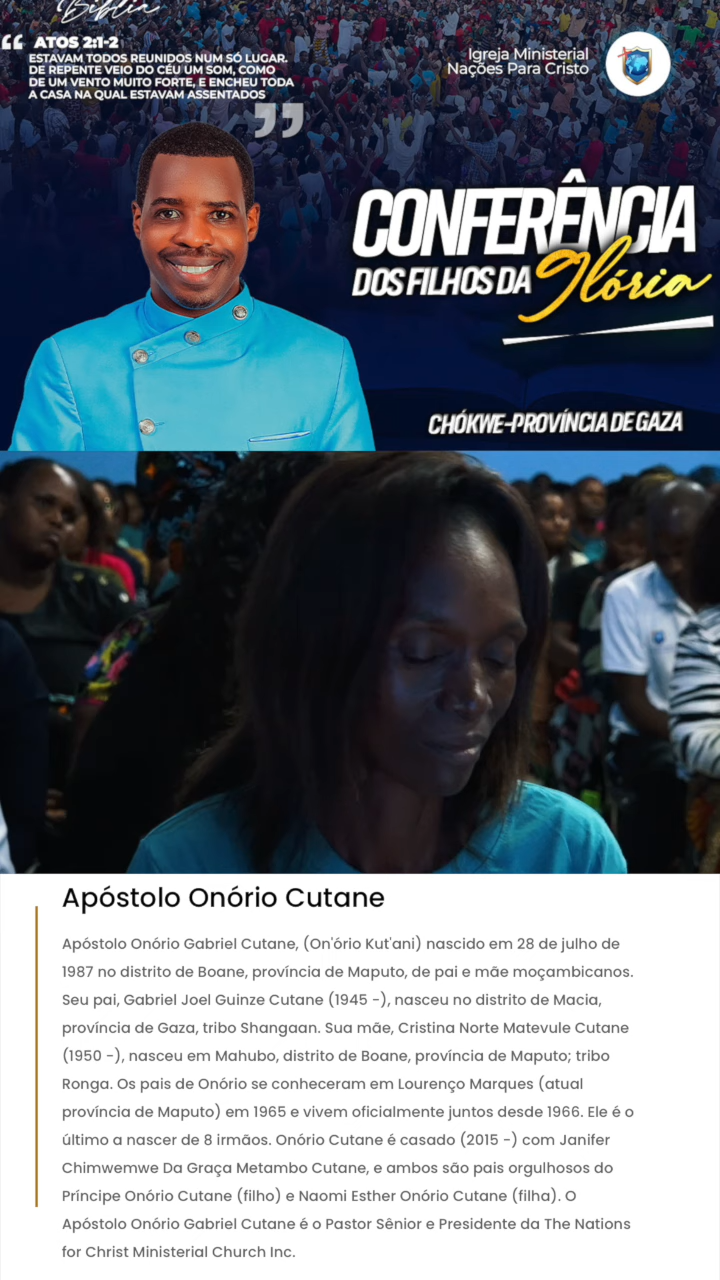 Bíblia
“ ATOS 2:1-2
ESTAVAM TODOS REUNIDOS NUM SÓ LUGAR.
DE REPENTE VEIO DO CÉU UM SOM, COMO
DE UM VENTO MUITO FORTE, E ENCHEU TODA
A CASA NA QUAL ESTAVAM ASSENTADOS
”
Igreja Ministerial
Nações Para Cristo
CONFERÊNCIA
DOS FILHOS DA Glória
CHÓKWE-PROVÍNCIA DE GAZA
Apóstolo Onório Cutane
Apóstolo Onório Gabriel Cutane, (On'ório Kut'ani) nascido em 28 de julho de
1987 no distrito de Boane, província de Maputo, de pai e mãe moçambicanos.
Seu pai, Gabriel Joel Guinze Cutane (1945 -), nasceu no distrito de Macia,
província de Gaza, tribo Shangaan. Sua mãe, Cristina Norte Matevule Cutane
(1950 -), nasceu em Mahubo, distrito de Boane, província de Maputo; tribo
Ronga. Os pais de Onório se conheceram em Lourenço Marques (atual
província de Maputo) em 1965 e vivem oficialmente juntos desde 1966. Ele é o
último a nascer de 8 irmãos. Onório Cutane é casado (2015 -) com Janifer
Chimwemwe Da Graça Metambo Cutane, e ambos são pais orgulhosos do
Príncipe Onório Cutane (filho) e Naomi Esther Onório Cutane (filha). O
Apóstolo Onório Gabriel Cutane é o Pastor Sênior e Presidente da The Nations
for Christ Ministerial Church Inc.